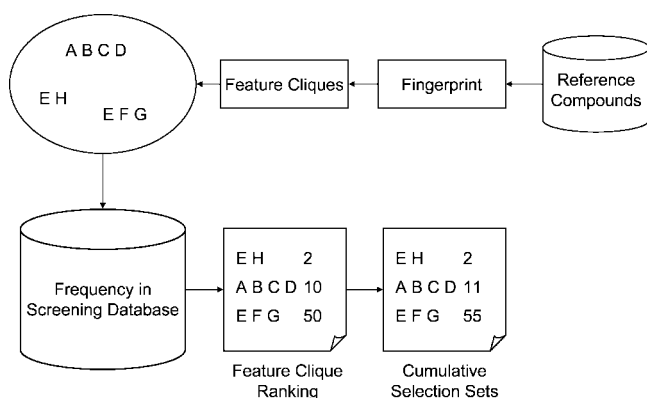 A B C D
E H
E F G
Feature Cliques
Fingerprint
Reference
Compounds
Frequency in
Screening Database
E H 2
A B C D 10
E F G 50
Feature Clique
Ranking
E H 2
A B C D 11
E F G 55
Cumulative
Selection Sets